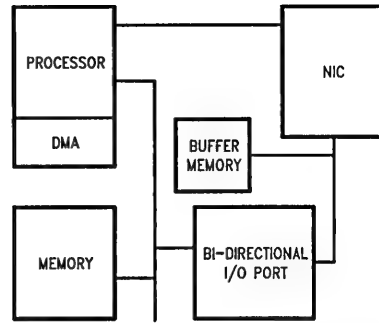 PROCESSOR
NIC
DMA
BUFFER
MEMORY
MEMORY
BI-DIRECTIONAL
I/O PORT